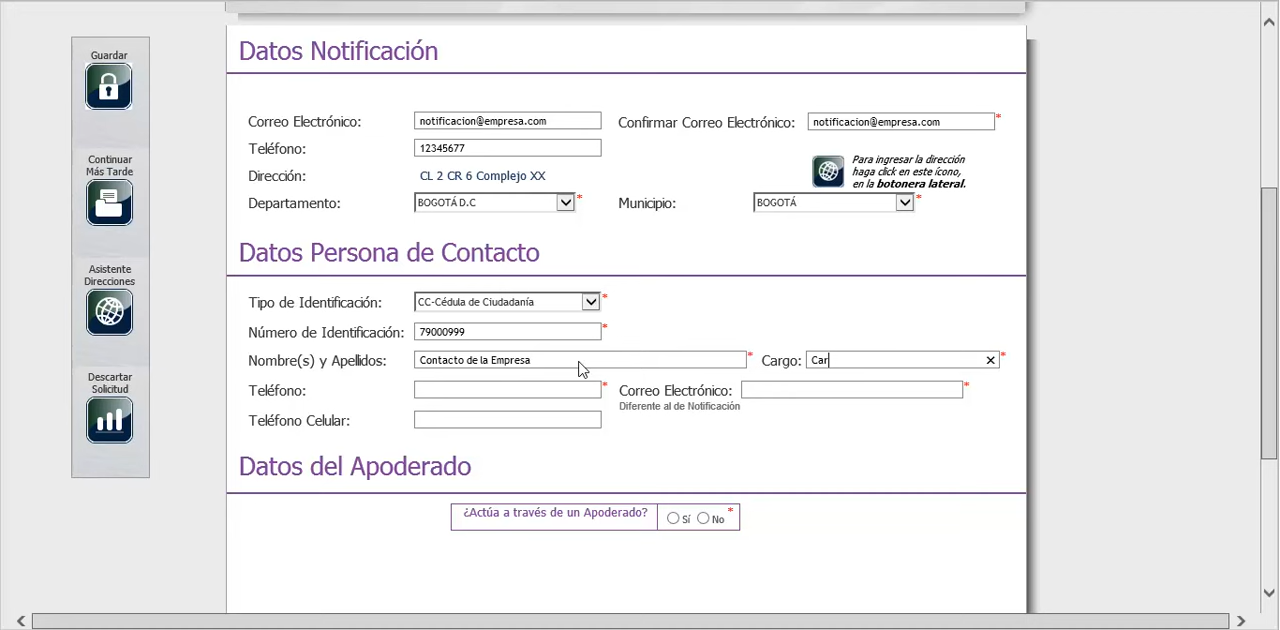 Guardar
Continuar
Más Tarde
Asistente
Direcciones
Descartar
Solicitud
Datos Notificación
Correo Electrónico: notificacion@empresa.com Confirmar Correo Electrónico: notificacion@empresa.com *
Teléfono: 12345677
Dirección: CL 2 CR 6 Complejo XX
Para ingresar la dirección
haga click en este ícono,
en la botonera lateral.
Departamento: BOGOTÁ D.C * Municipio: BOGOTÁ *
Datos Persona de Contacto
Tipo de Identificación: CC-Cédula de Ciudadanía *
Número de Identificación: 79000999 *
Nombre(s) y Apellidos: Contacto de la Empresa * Cargo: Car *
Teléfono: * Correo Electrónico: *
Diferente al de Notificación
Teléfono Celular:
Datos del Apoderado
¿Actúa a través de un Apoderado? Sí No *